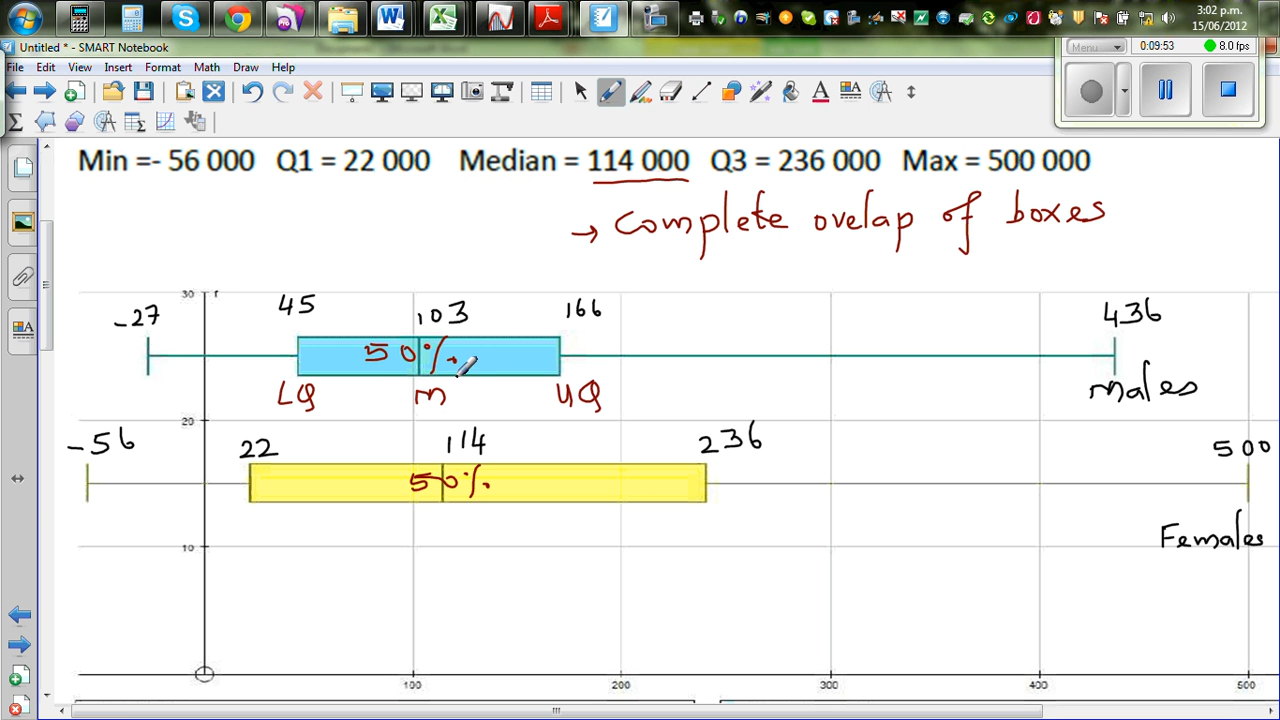 3:02 p.m.
15/06/2012
Untitled * - SMART Notebook
Menu
0:09:53
8.0 fps
File Edit View Insert Format Math Draw Help
Min =- 56 000 Q1 = 22 000 Median = 114 000 Q3 = 236 000 Max = 500 000
→ Complete ovelap of boxes
30 r
-27 45 103 166 436
50%.
LQ m UQ males
20
-56 22 114 236 500
50%.
Females
10
100 200 300 400 500